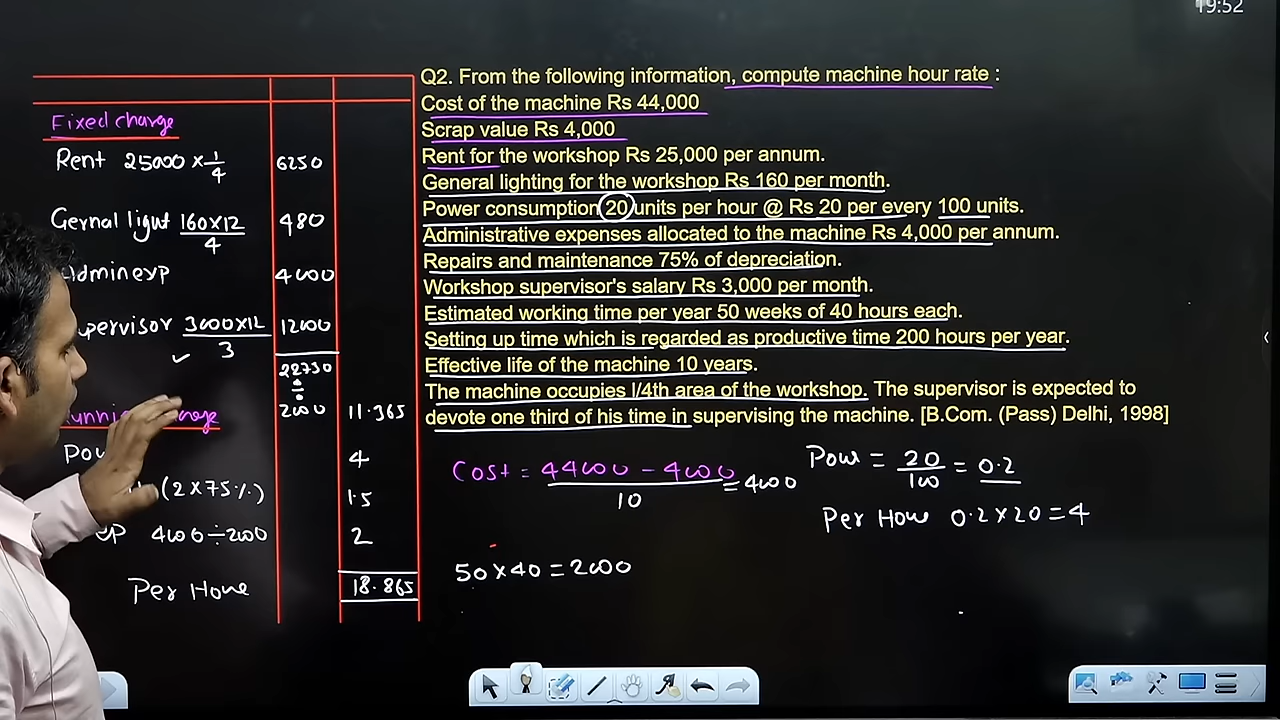 19:52
Q2. From the following information, compute machine hour rate :
Cost of the machine Rs 44,000
Scrap value Rs 4,000
Rent for the workshop Rs 25,000 per annum.
General lighting for the workshop Rs 160 per month.
Power consumption 20 units per hour @ Rs 20 per every 100 units.
Administrative expenses allocated to the machine Rs 4,000 per annum.
Repairs and maintenance 75% of depreciation.
Workshop supervisor's salary Rs 3,000 per month.
Estimated working time per year 50 weeks of 40 hours each.
Setting up time which is regarded as productive time 200 hours per year.
Effective life of the machine 10 years.
The machine occupies l/4th area of the workshop. The supervisor is expected to
devote one third of his time in supervising the machine. [B.Com. (Pass) Delhi, 1998]
Fixed charge
Rent 25000 × 1/4 6250
Gernal light 160×12/4 480
Adminexp 4000
pervisor 3000×12/3 12000
22730
÷
2000 11.365
Pow 4
(2×75%) 1.5
EP 4000÷2000 2
Per Hour 18.865
Cost = 44000 - 4000/10 = 4000
50×40=2000
Pow = 20/100 = 0.2
Per Hour 0.2×20=4